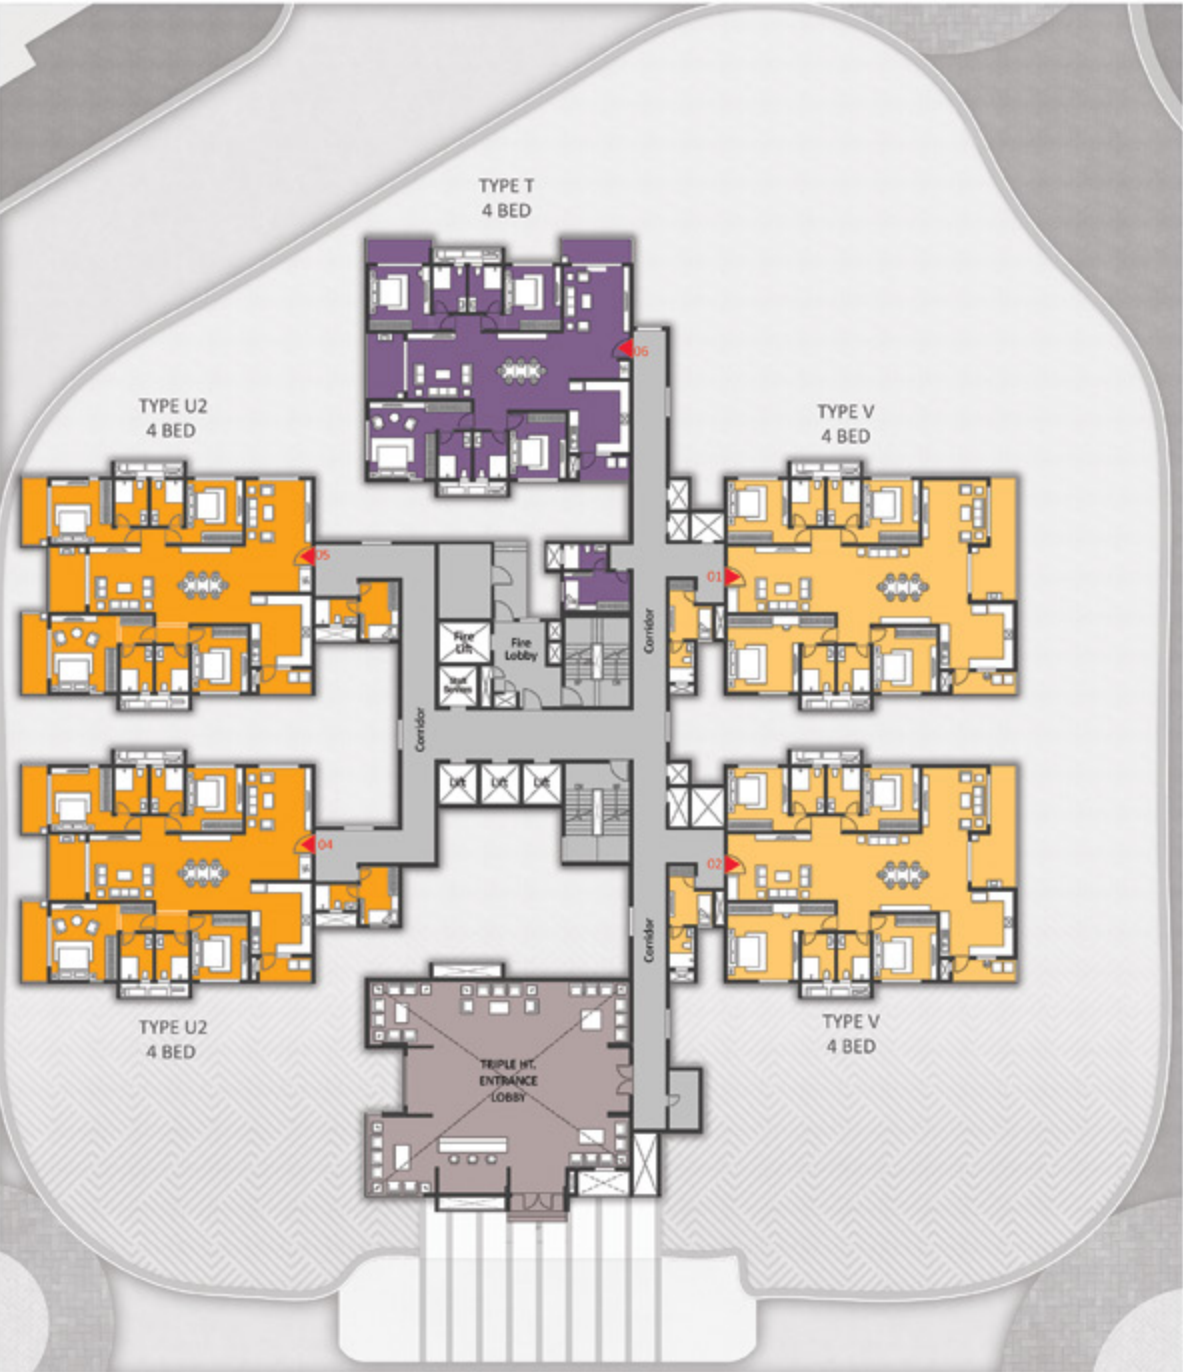 TYPE T
4 BED
06
TYPE U2
4 BED
TYPE V
4 BED
05
01
Fire
Lift
Fire
Lobby
Corridor
Corridor
Lift
Lift
Lift
04
02
Corridor
TRIPLE HT.
ENTRANCE
LOBBY
TYPE U2
4 BED
TYPE V
4 BED